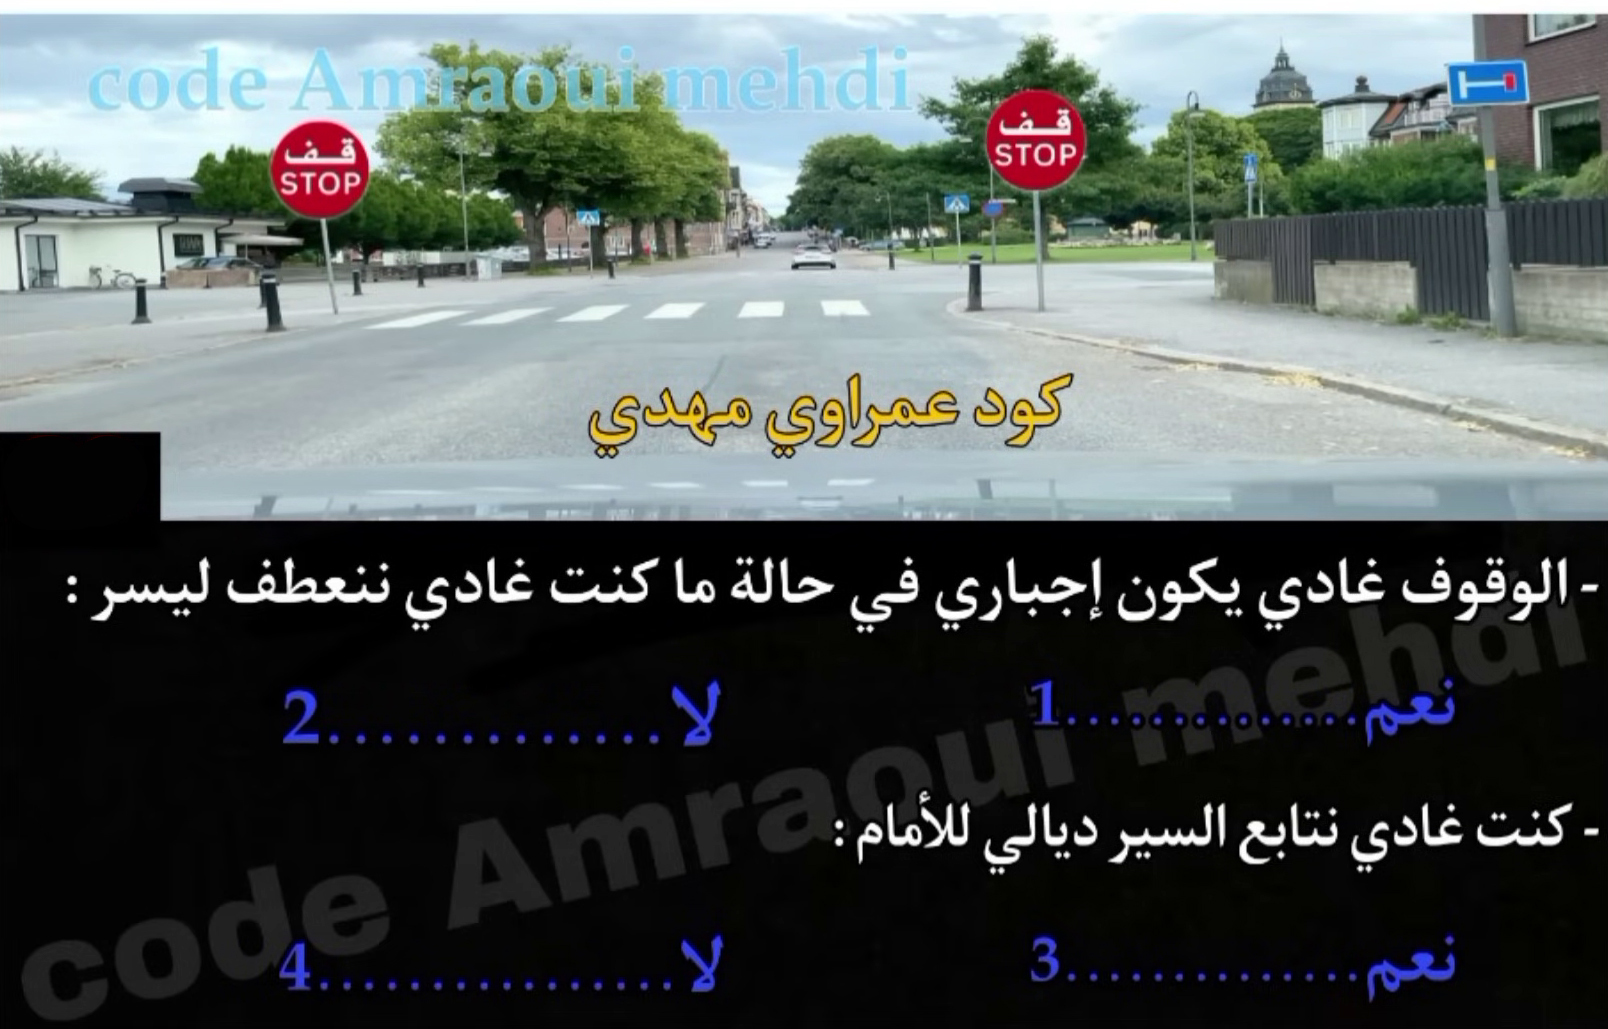 code Amraoui mehdi
قف
STOP
قف
STOP
كود عمراوي مهدي
- الوقوف غادي يكون إجباري في حالة ما كنت غادي ننعطف ليسر :
نعم..............1
لا.............2
- كنت غادي نتابع السير ديالي للأمام :
نعم..............3
لا.................4
code Amraoui mehdi